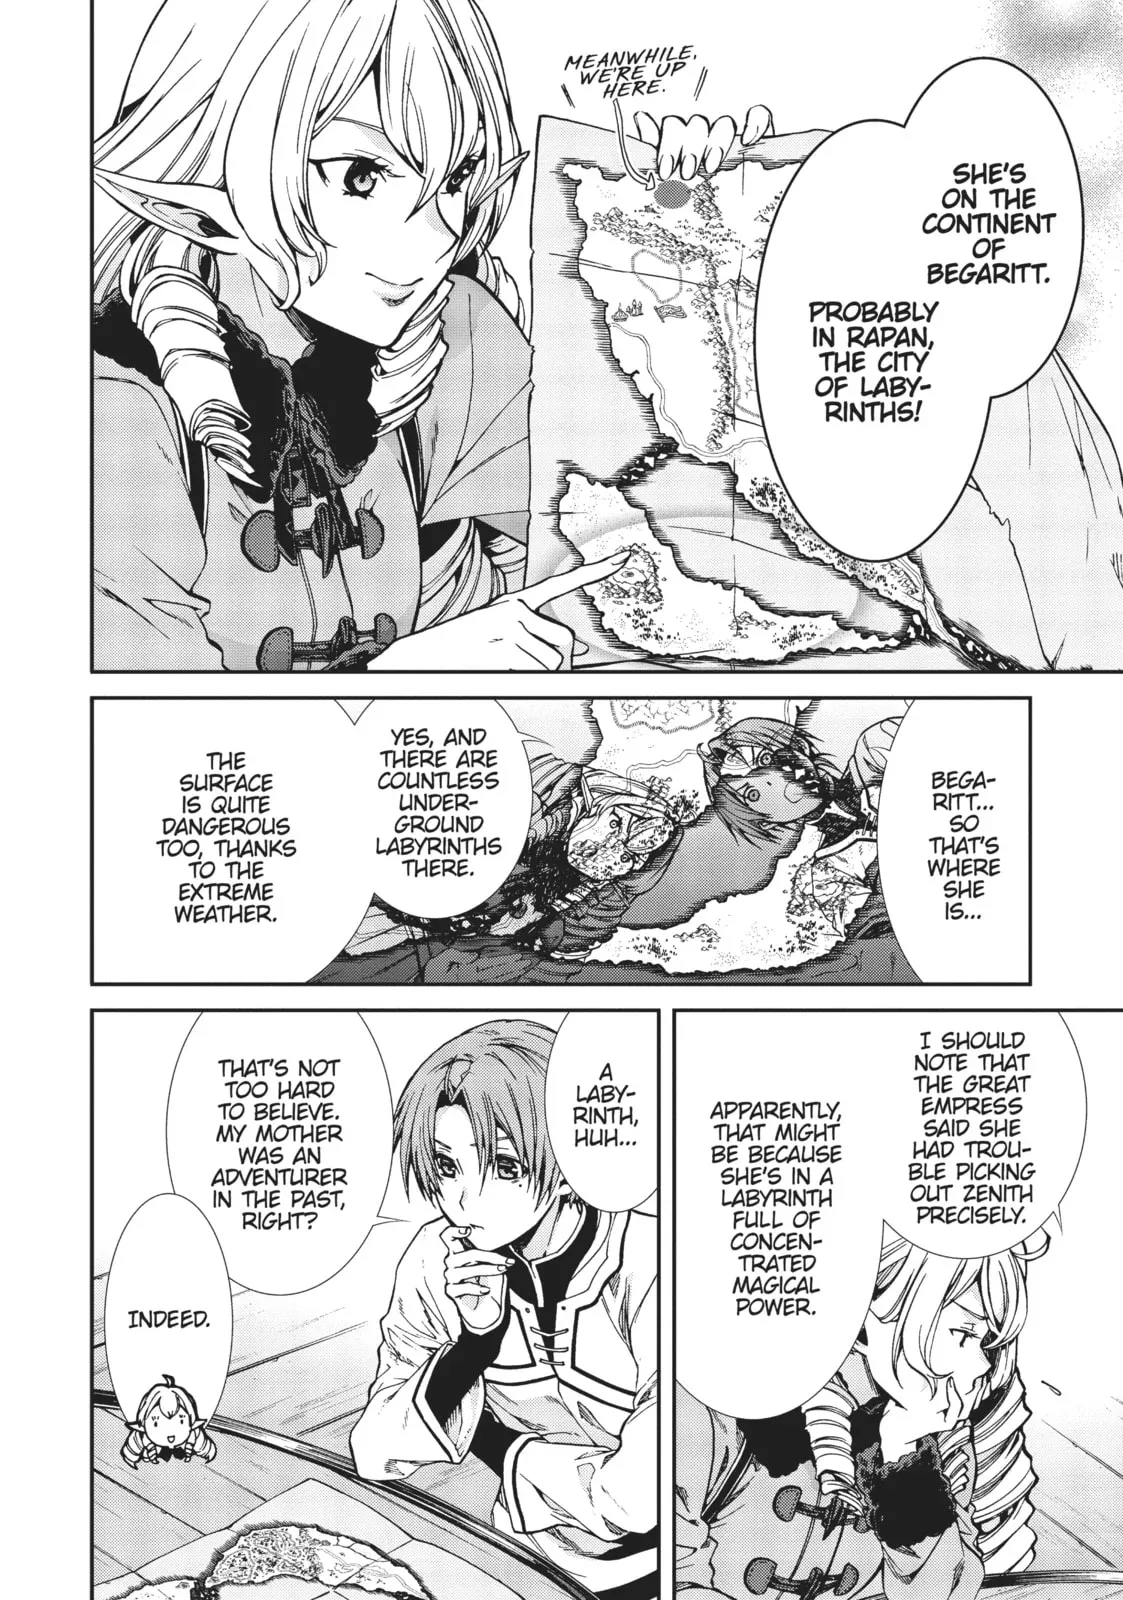 SHE'S
ON THE
CONTINENT
OF
BEGARITT.
PROBABLY
IN RAPAN,
THE CITY
OF LABY-
RINTHS!
MEANWHILE,
WE'RE UP
HERE.
BEGA-
RITT...
SO
THAT'S
WHERE
SHE
IS...
YES, AND
THERE ARE
COUNTLESS
UNDER-
GROUND
LABYRINTHS
THERE.
THE
SURFACE
IS QUITE
DANGEROUS
TOO, THANKS
TO THE
EXTREME
WEATHER.
I SHOULD
NOTE THAT
THE GREAT
EMPRESS
SAID SHE
HAD TROU-
BLE PICKING
OUT ZENITH
PRECISELY.
APPARENTLY,
THAT MIGHT
BE BECAUSE
SHE'S IN A
LABYRINTH
FULL OF
CONCEN-
TRATED
MAGICAL
POWER.
A
LABY-
RINTH,
HUH...
THAT'S NOT
TOO HARD
TO BELIEVE.
MY MOTHER
WAS AN
ADVENTURER
IN THE PAST,
RIGHT?
INDEED.